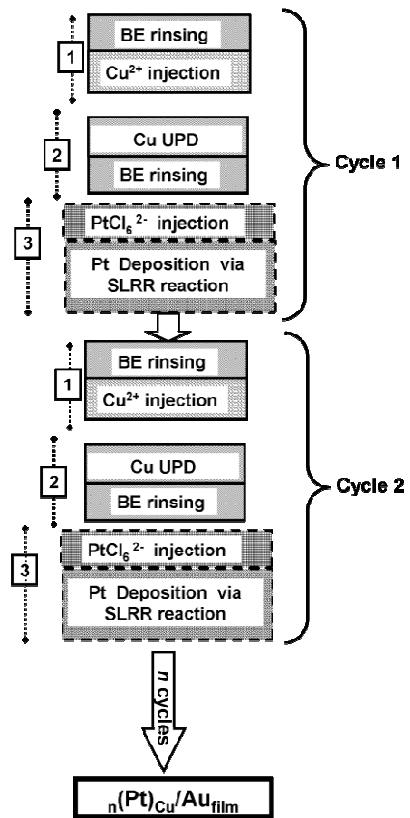 BE rinsing
1
Cu²⁺ injection
Cu UPD
2
BE rinsing
PtCl₆²⁻ injection
3
Pt Deposition via
SLRR reaction
Cycle 1
BE rinsing
1
Cu²⁺ injection
Cu UPD
2
BE rinsing
PtCl₆²⁻ injection
3
Pt Deposition via
SLRR reaction
Cycle 2
n cycles
ₙ(Pt)Cu/Aufilm